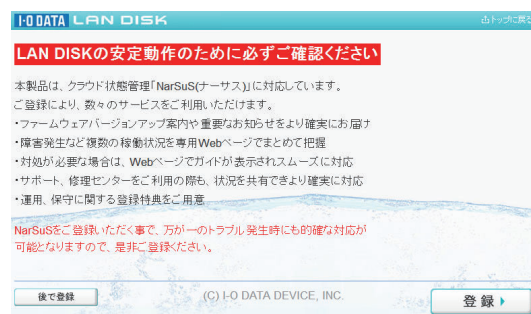 I-O DATA LAN DISK
凸トップに戻る
LAN DISKの安定動作のために必ずご確認ください
本製品は、クラウド状態管理「NarSuS(ナーサス)」に対応しています。
ご登録により、数々のサービスをご利用いただけます。
・ファームウェアバージョンアップ案内や重要なお知らせをより確実にお届け
・障害発生など複数の稼働状況を専用Webページでまとめて把握
・対処が必要な場合は、Webページでガイドが表示されスムーズに対応
・サポート、修理センターをご利用の際も、状況を共有できより確実に対応
・運用、保守に関する登録特典をご用意
NarSuSをご登録いただく事で、万が一のトラブル発生時にも的確な対応が
可能となりますので、是非ご登録ください。
後で登録
(C) I-O DATA DEVICE, INC.
登録